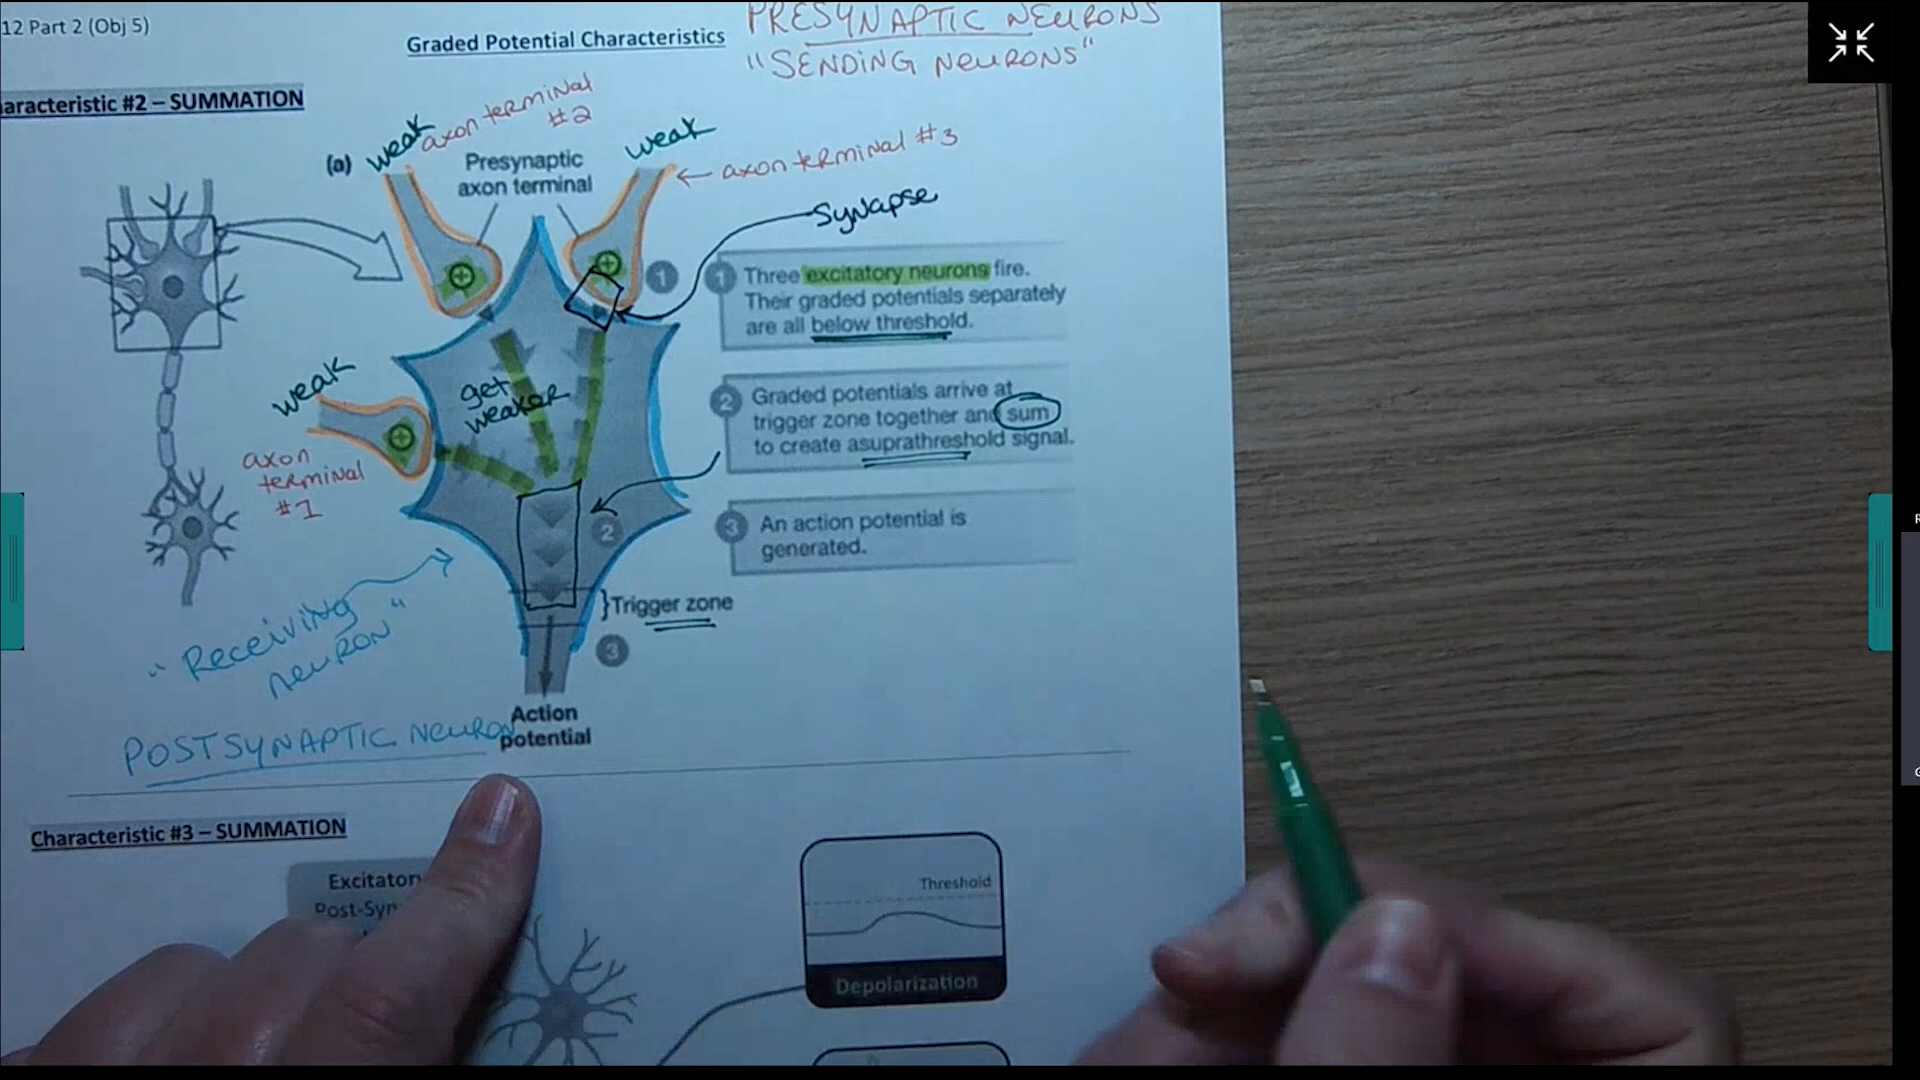 12 Part 2 (Obj 5)
Graded Potential Characteristics
PRESYNAPTIC NEURONS
"SENDING NEURONS"
aracteristic #2 – SUMMATION
(a)
weak
axon terminal
#2
Presynaptic
axon terminal
weak
← axon terminal #3
Synapse
1
1 Three excitatory neurons fire.
Their graded potentials separately
are all below threshold.
weak
get
weaker
axon
terminal
#1
2 Graded potentials arrive at
trigger zone together and sum
to create asuprathreshold signal.
2
3 An action potential is
generated.
}Trigger zone
3
"Receiving
neuron"
POSTSYNAPTIC NEURON
Action
potential
Characteristic #3 – SUMMATION
Excitatory
Post-Syn
Threshold
Depolarization